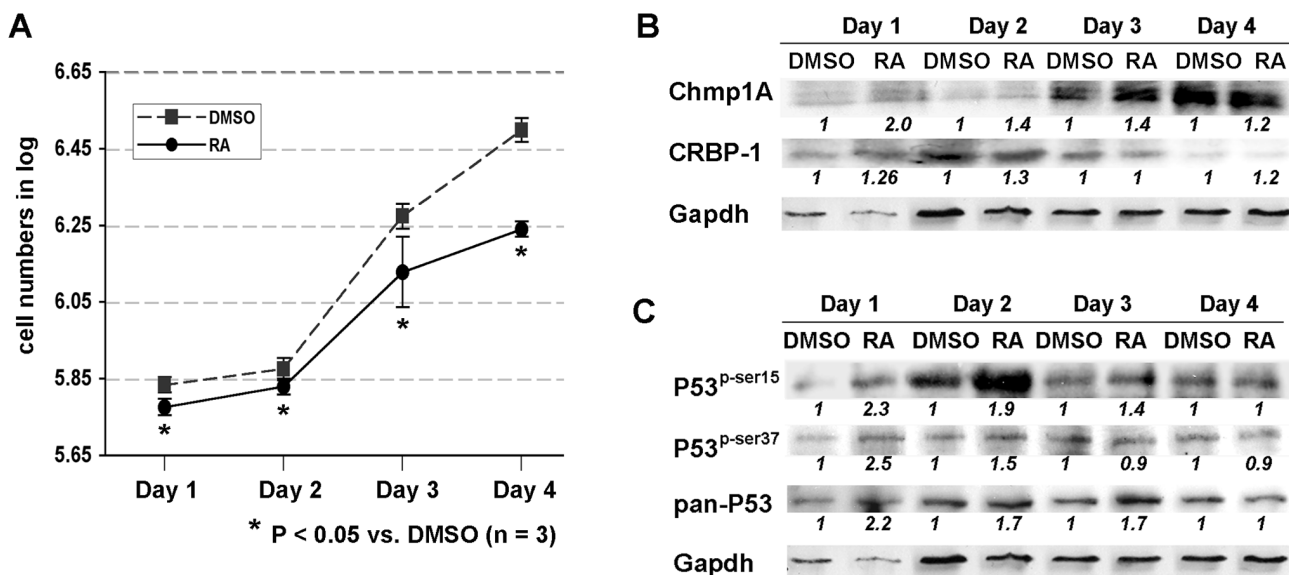 A
cell numbers in log
6.65
6.45
6.25
6.05
5.85
5.65
DMSO
RA
*
*
*
*
Day 1 Day 2 Day 3 Day 4
* P < 0.05 vs. DMSO (n = 3)
B
Day 1 Day 2 Day 3 Day 4
DMSO RA DMSO RA DMSO RA DMSO RA
Chmp1A
1 2.0 1 1.4 1 1.4 1 1.2
CRBP-1
1 1.26 1 1.3 1 1 1 1.2
Gapdh
C
Day 1 Day 2 Day 3 Day 4
DMSO RA DMSO RA DMSO RA DMSO RA
P53p-ser15
1 2.3 1 1.9 1 1.4 1 1
P53p-ser37
1 2.5 1 1.5 1 0.9 1 0.9
pan-P53
1 2.2 1 1.7 1 1.7 1 1
Gapdh